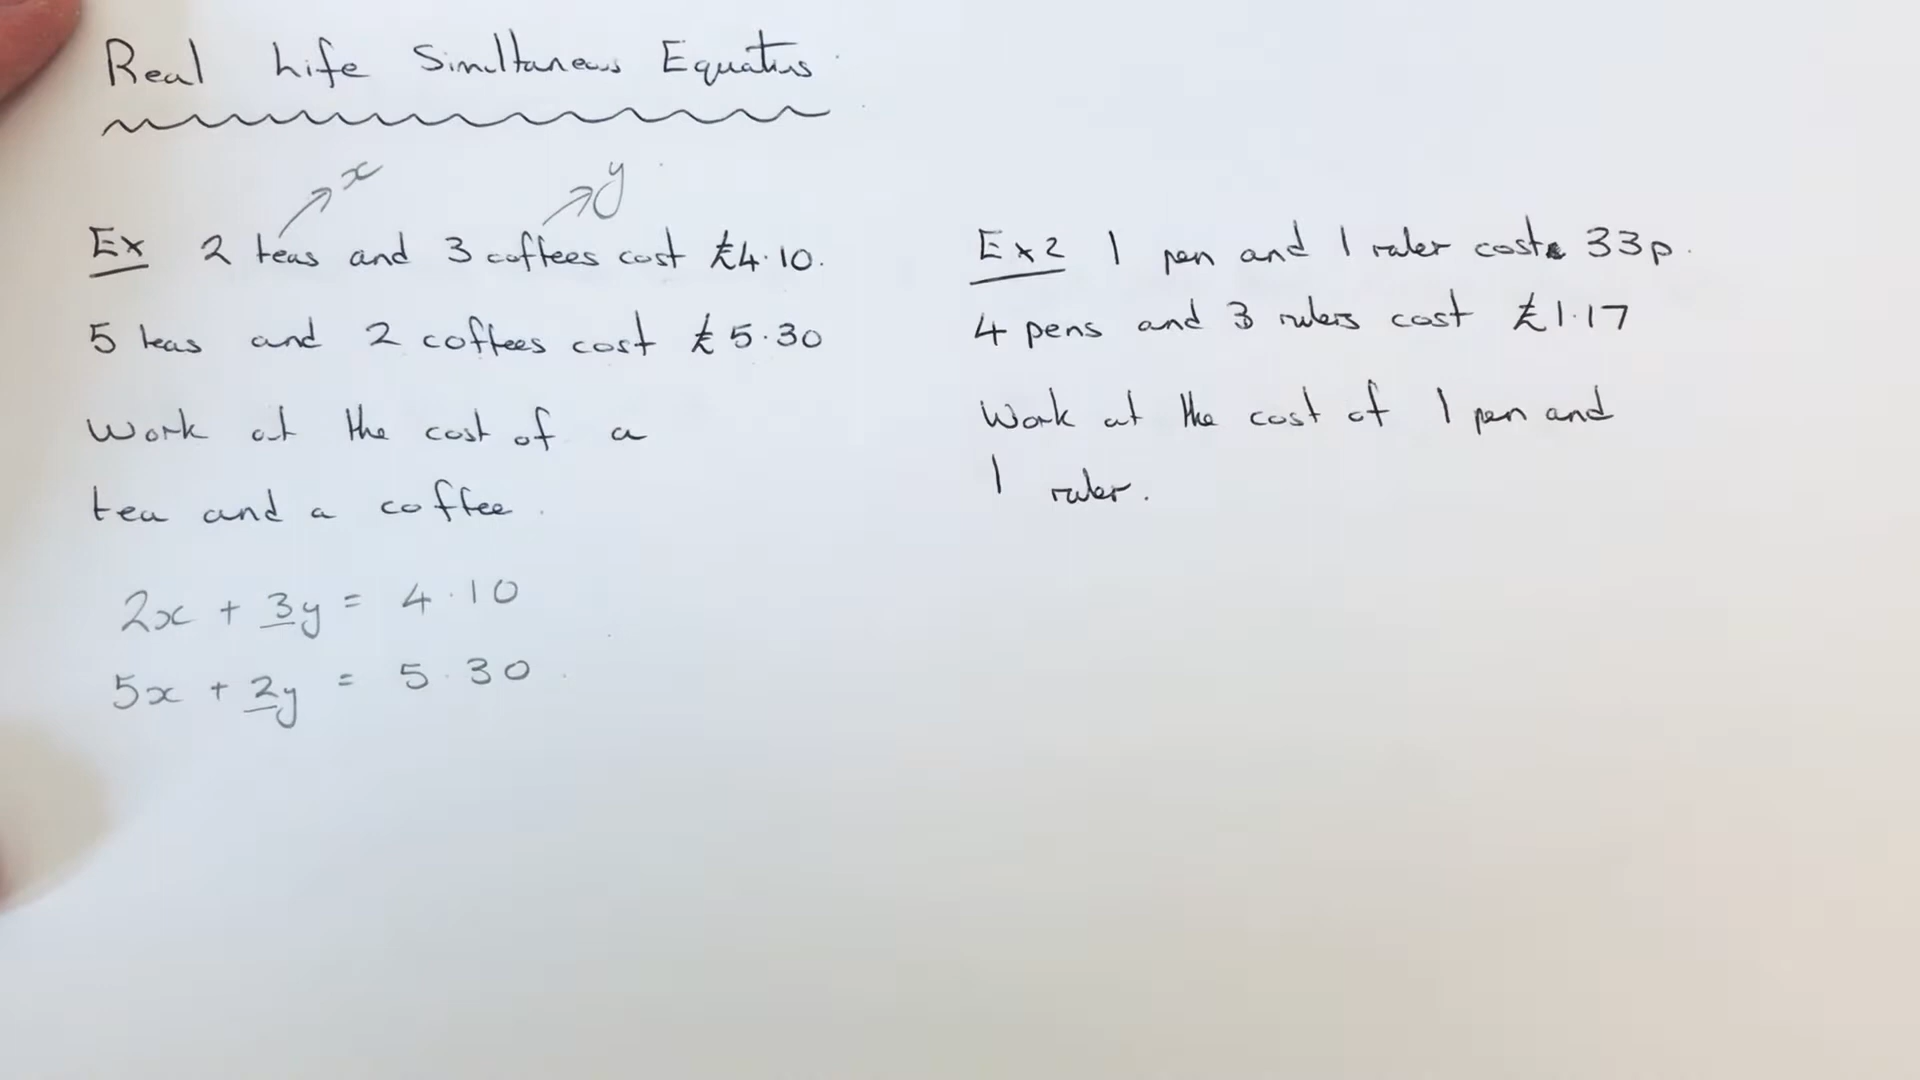 Real Life Simultaneous Equations
x
y
Ex 2 teas and 3 coffees cost £4.10.
5 teas and 2 coffees cost £5.30
Work out the cost of a
tea and a coffee.
2x + 3y = 4.10
5x + 2y = 5.30
Ex2 1 pen and 1 ruler cost 33p.
4 pens and 3 rulers cost £1.17
Work out the cost of 1 pen and
1 ruler.